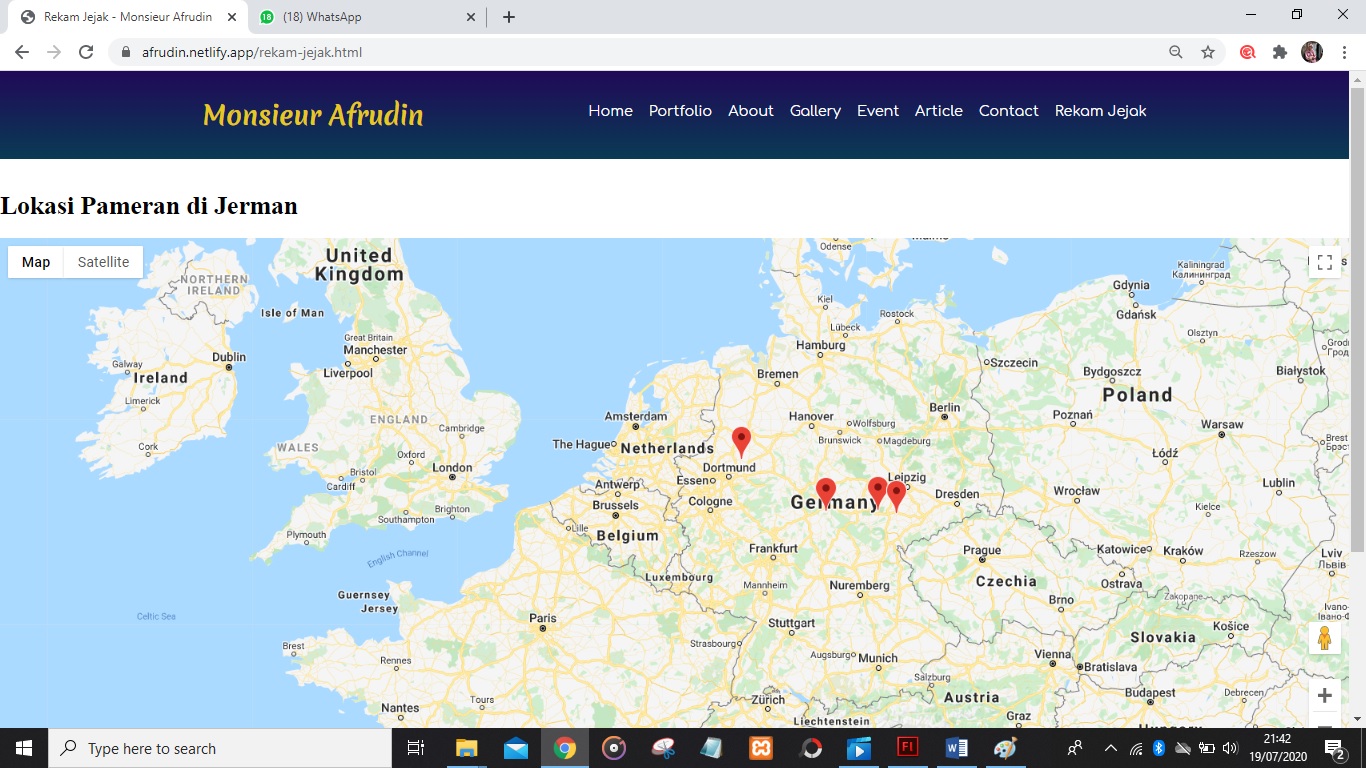 Rekam Jejak - Monsieur Afrudin
(18) WhatsApp
afrudin.netlify.app/rekam-jejak.html
Monsieur Afrudin
Home Portfolio About Gallery Event Article Contact Rekam Jejak
Lokasi Pameran di Jerman
Map Satellite
United
Kingdom
NORTHERN
IRELAND
Isle of Man
Great Britain
Manchester
Liverpool
Dublin
Galway
Ireland
Limerick
Cork
ENGLAND
WALES
Cambridge
Oxford
London
Bristol
Cardiff
Brighton
Southampton
Plymouth
English Channel
Guernsey
Jersey
Celtic Sea
Brest
Rennes
Nantes
Tours
Paris
Amsterdam
The Hague
Netherlands
Antwerp
Brussels
Lille
Belgium
Luxembourg
Odense
Kiel
Rostock
Lübeck
Hamburg
Bremen
Hanover
Wolfsburg
Brunswick
Magdeburg
Berlin
Dortmund
Essen
Cologne
Germany
Leipzig
Dresden
Frankfurt
Mannheim
Nuremberg
Stuttgart
Strasbourg
Augsburg
Munich
Zürich
Liechtenstein
Salzburg
Austria
Graz
Vienna
Bratislava
Budapest
Debrecen
Hungary
Slovakia
Košice
Prague
Czechia
Brno
Ostrava
Zakopane
Katowice
Kraków
Rzeszow
Lviv
Львів
Wrocław
Kielce
Lublin
Łódź
Warsaw
Poznań
Poland
Bydgoszcz
Białystok
Szczecin
Olsztyn
Gdynia
Gdańsk
Kaliningrad
Калининград
Brest
Type here to search
21:42
19/07/2020
2